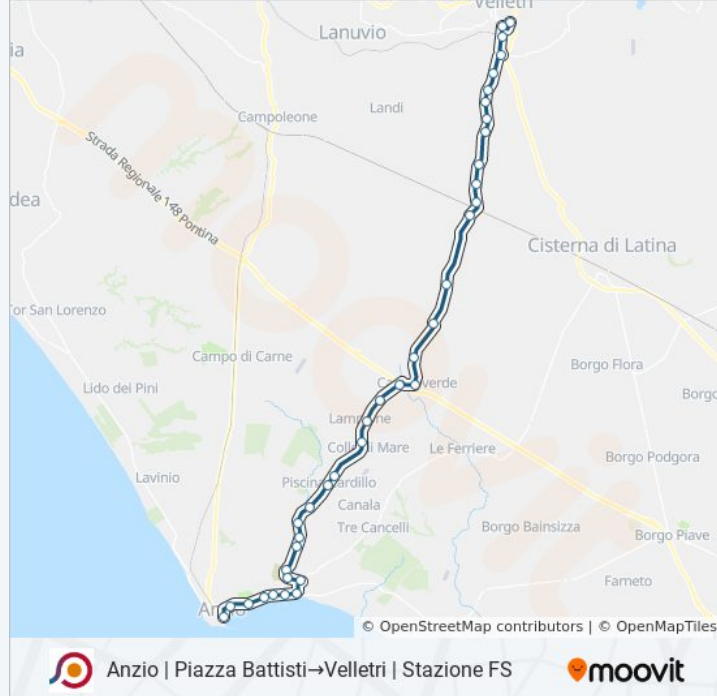 Velletri
Lanuvio
Landi
Campoleone
Strada Regionale 148 Pontina
Cisterna di Latina
Tor San Lorenzo
Campo di Carne
Borgo Flora
Lido dei Pini
Le Ferriere
Borgo Podgora
Lavinio
Canala
Tre Cancelli
Borgo Bainsizza
Borgo Piave
Fameto
moovit
© OpenStreetMap contributors | © OpenMapTiles
Anzio | Piazza Battisti→Velletri | Stazione FS
moovit